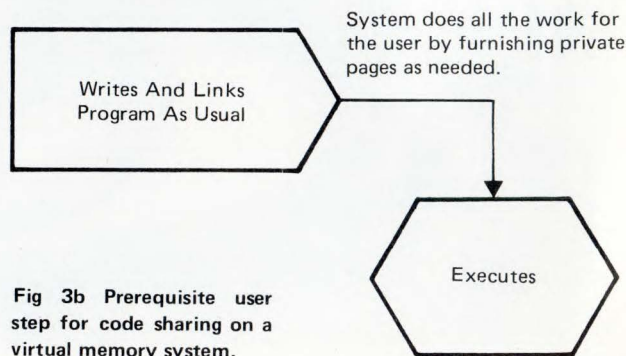 System does all the work for
the user by furnishing private
pages as needed.
Writes And Links
Program As Usual
Executes
Fig 3b Prerequisite user
step for code sharing on a
virtual memory system.